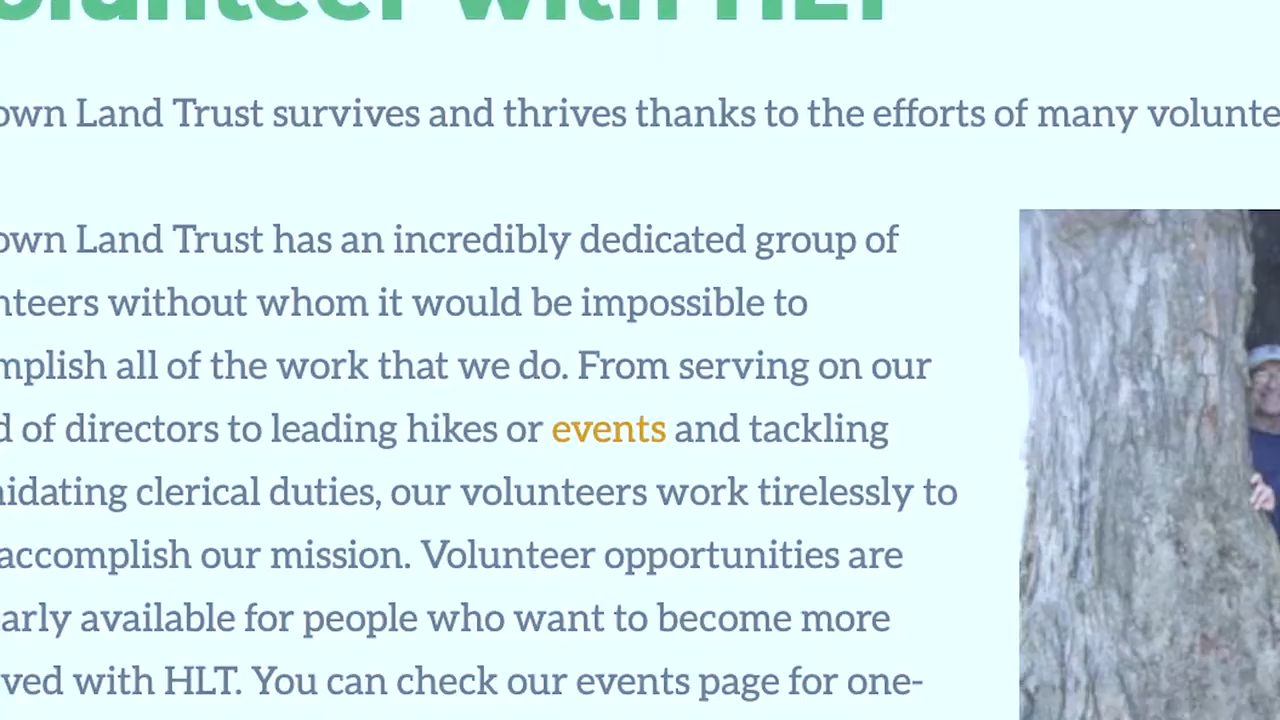 olunteer with HLT
own Land Trust survives and thrives thanks to the efforts of many volunte
own Land Trust has an incredibly dedicated group of
nteers without whom it would be impossible to
mplish all of the work that we do. From serving on our
d of directors to leading hikes or events and tackling
nidating clerical duties, our volunteers work tirelessly to
accomplish our mission. Volunteer opportunities are
arly available for people who want to become more
ved with HLT. You can check our events page for one-